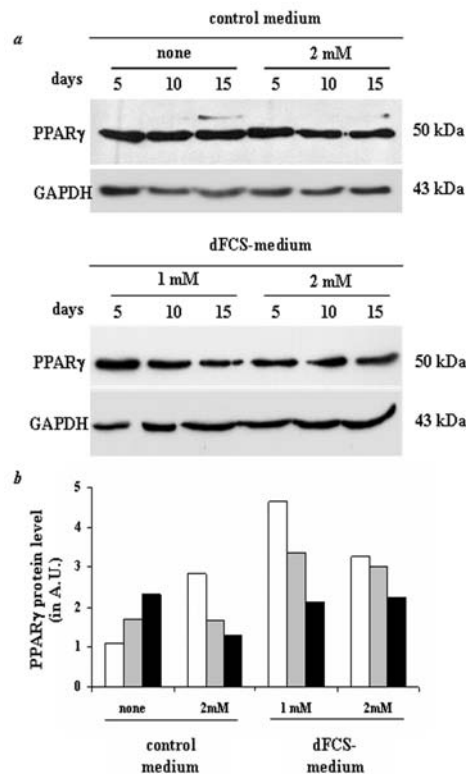 control medium
a
none 2 mM
days 5 10 15 5 10 15
PPARγ 50 kDa
GAPDH 43 kDa
dFCS-medium
1 mM 2 mM
days 5 10 15 5 10 15
PPARγ 50 kDa
GAPDH 43 kDa
b
PPARγ protein level
(in A.U.)
5
4
3
2
1
0
none 2mM 1 mM 2mM
control
medium
dFCS-
medium